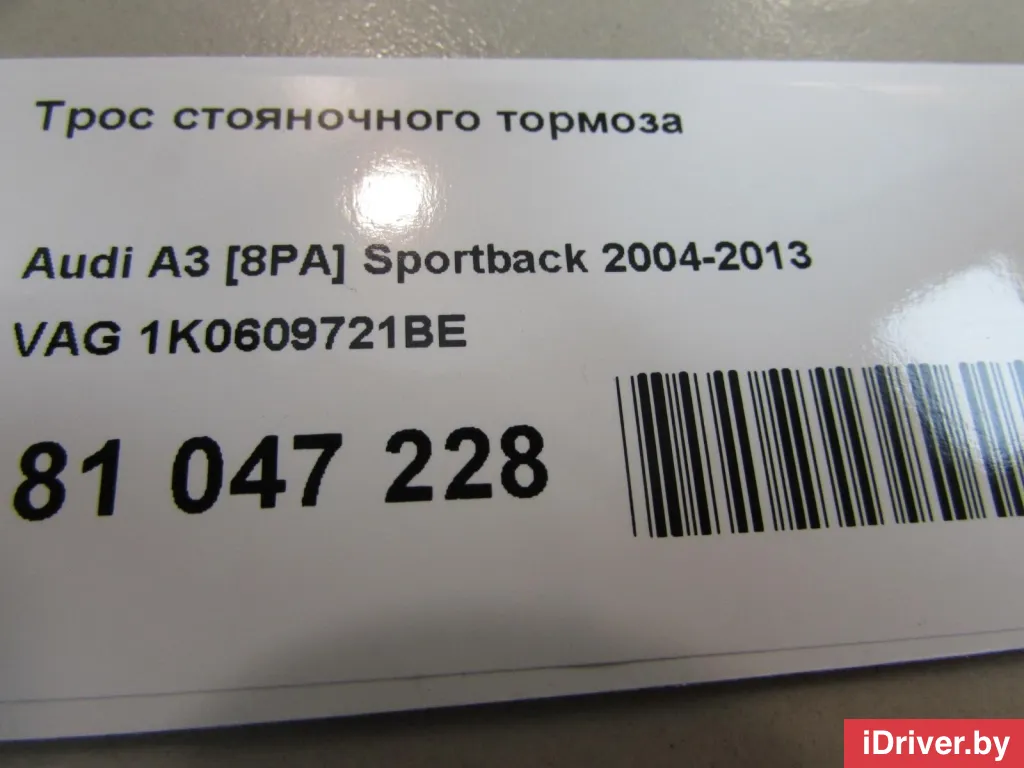 Трос стояночного тормоза
Audi A3 [8PA] Sportback 2004-2013
VAG 1K0609721BE
81 047 228
iDriver.by